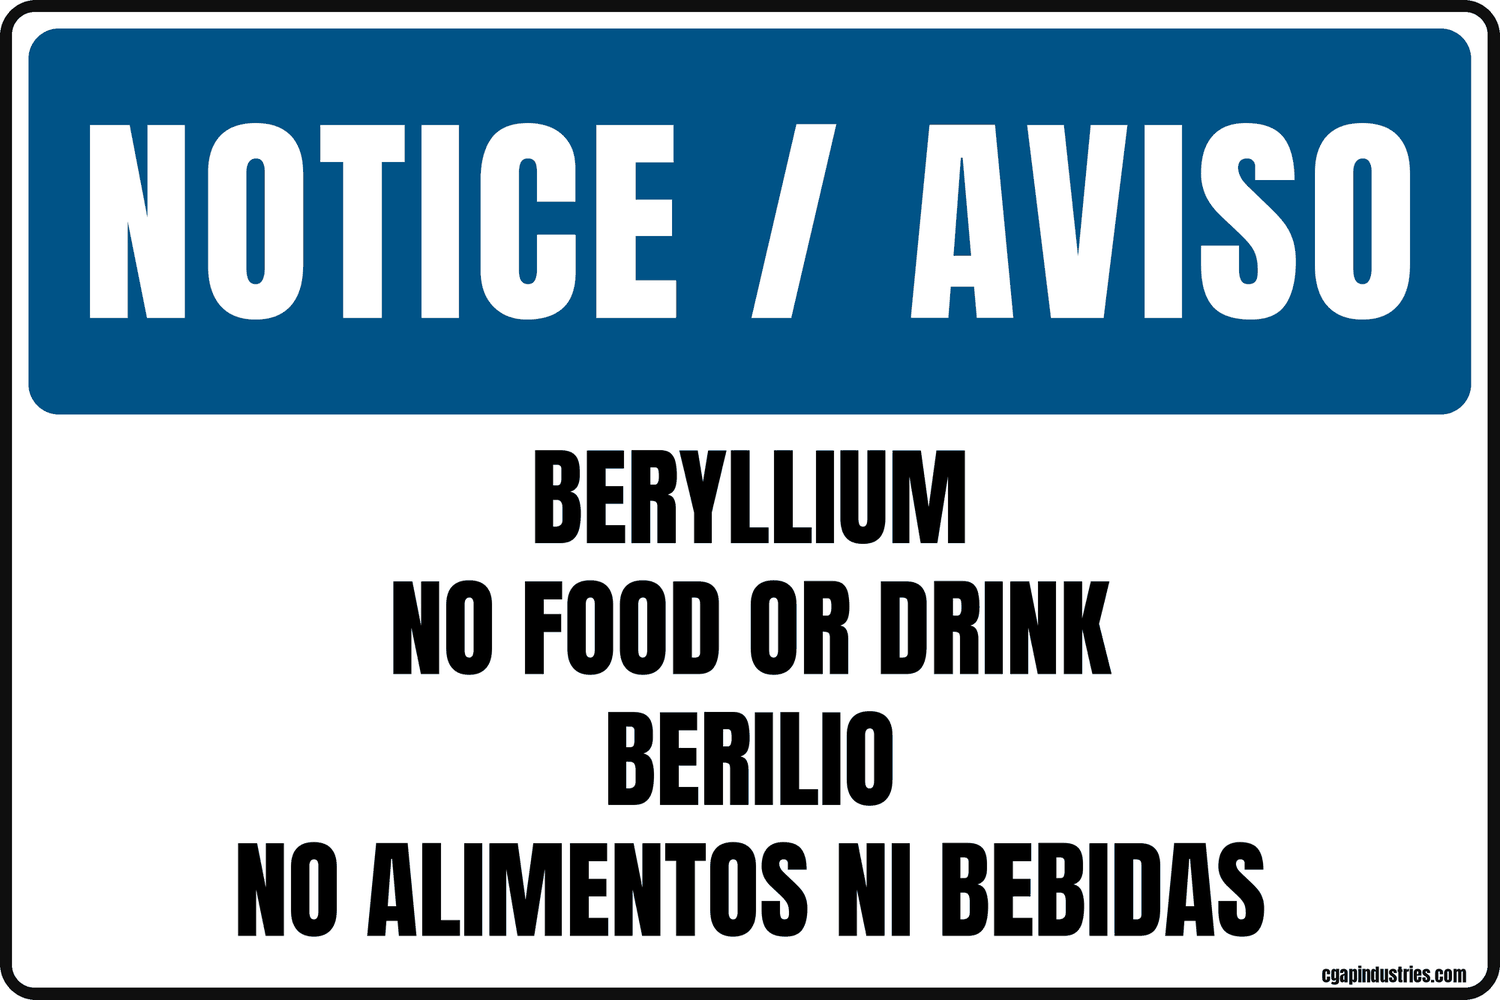 NOTICE / AVISO
BERYLLIUM
NO FOOD OR DRINK
BERILIO
NO ALIMENTOS NI BEBIDAS
cgapindustries.com